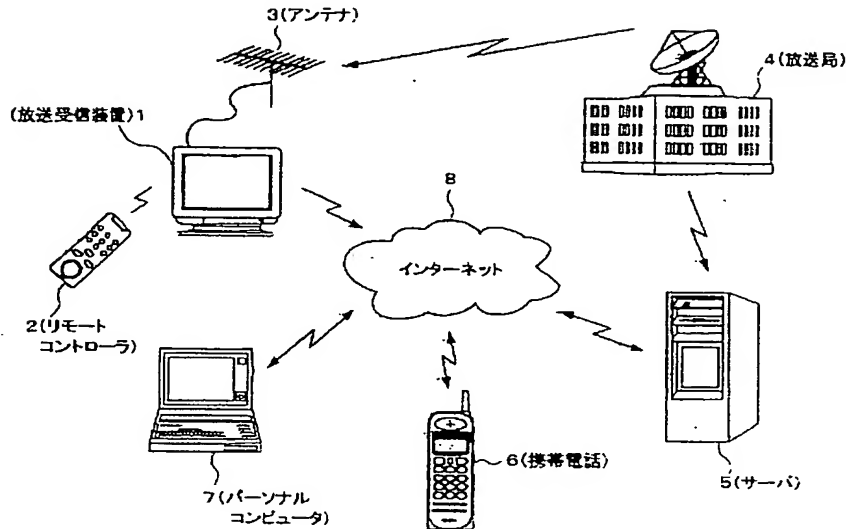 3(アンテナ)
4(放送局)
(放送受信装置)1
8
インターネット
2(リモート
コントローラ)
7(パーソナル
コンピュータ)
6(携帯電話)
5(サーバ)